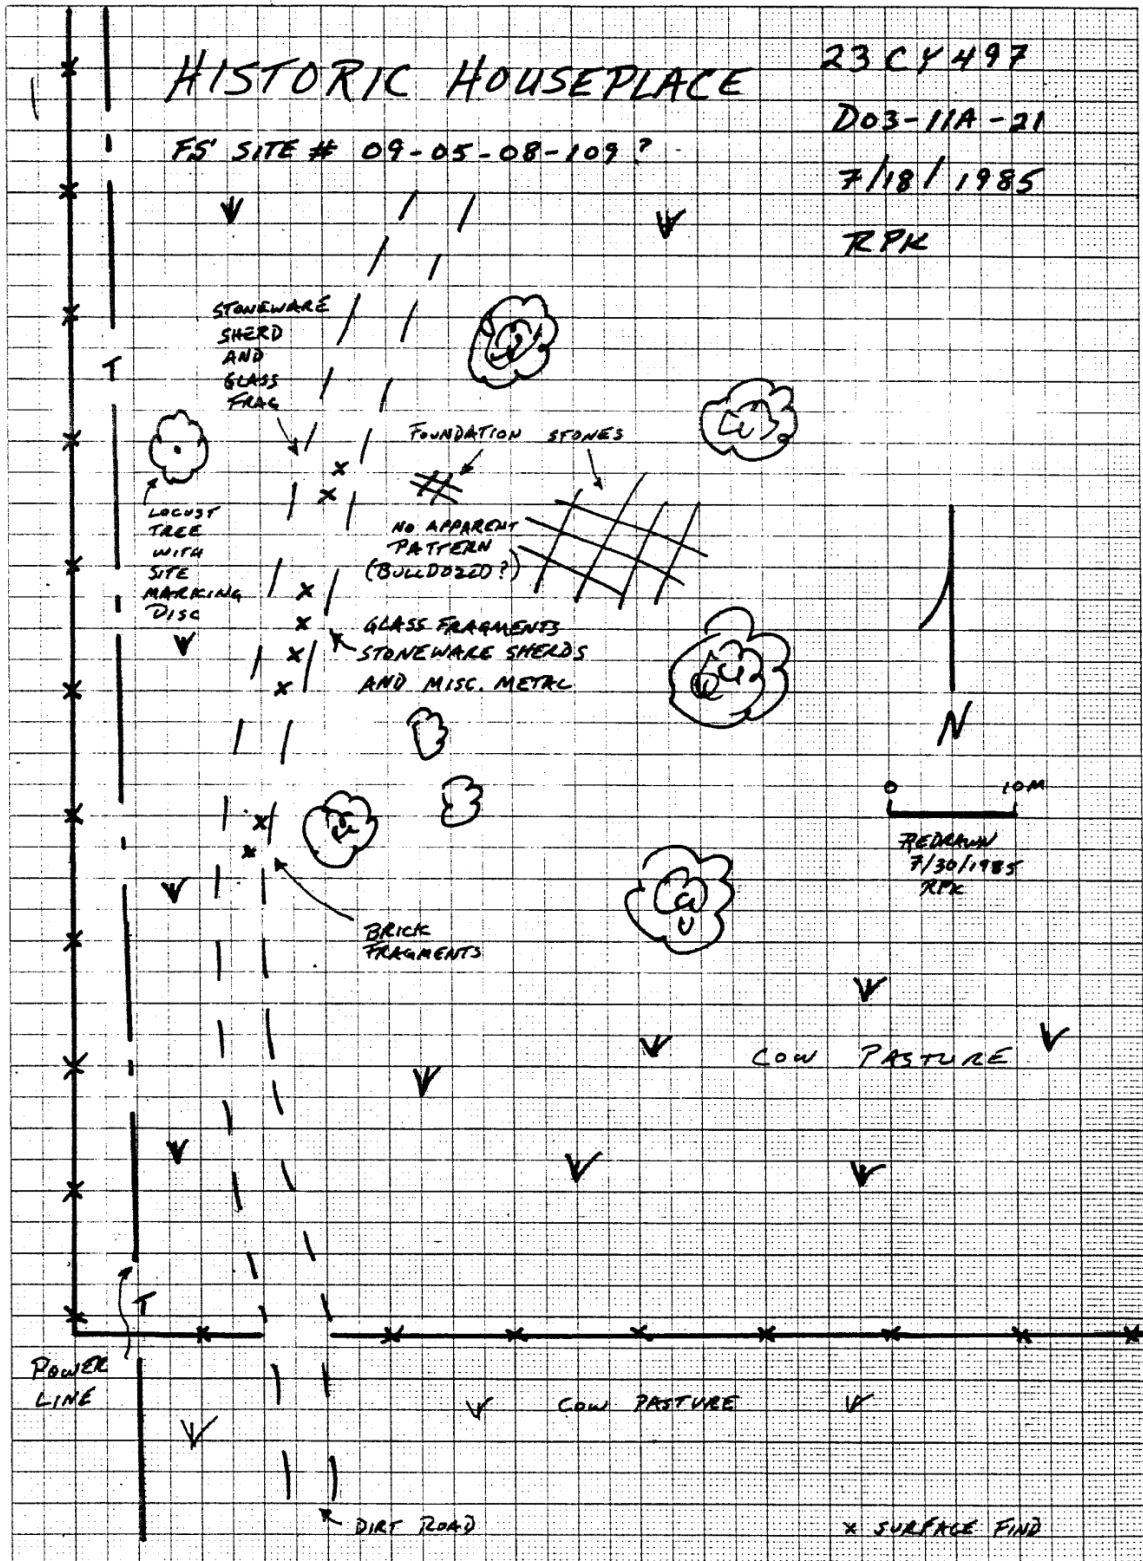 HISTORIC HOUSEPLACE
FS SITE # 09-05-08-109 ?
23 CY 497
D03-11A-21
7/18/1985
RPK
STONEWARE
SHERD
AND
GLASS
FRAG
T
FOUNDATION STONES
LOCUST
TREE
WITH
SITE
MARKING
DISC
NO APPARENT
PATTERN
(BULLDOZED?)
GLASS FRAGMENTS
STONEWARE SHERDS
AND MISC. METAL
N
0 10M
REDRAWN
7/30/1985
RPK
BRICK
FRAGMENTS
COW PASTURE
T
POWER
LINE
COW PASTURE
DIRT ROAD
x SURFACE FIND